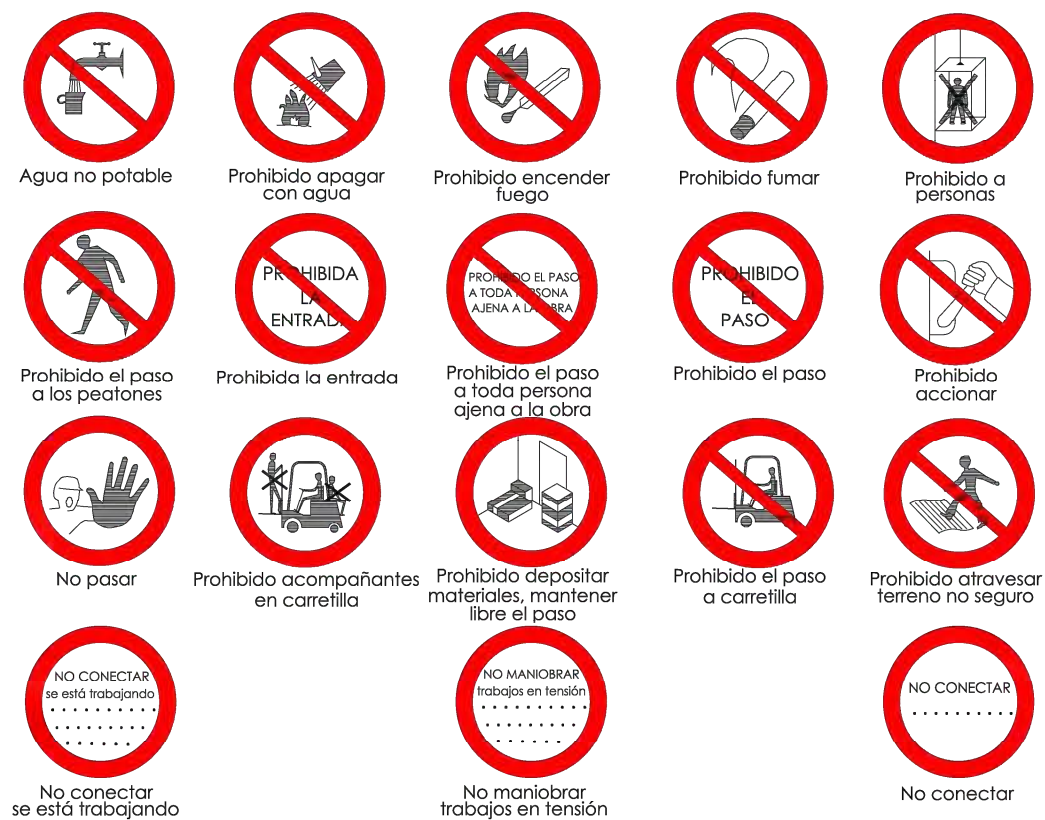 Agua no potable
Prohibido apagar
con agua
Prohibido encender
fuego
Prohibido fumar
Prohibido a
personas
PROHIBIDA
LA
ENTRADA
PROHIBIDO EL PASO
A TODA PERSONA
AJENA A LA OBRA
PROHIBIDO
EL
PASO
Prohibido el paso
a los peatones
Prohibida la entrada
Prohibido el paso
a toda persona
ajena a la obra
Prohibido el paso
Prohibido
accionar
No pasar
Prohibido acompañantes
en carretilla
Prohibido depositar
materiales, mantener
libre el paso
Prohibido el paso
a carretilla
Prohibido atravesar
terreno no seguro
NO CONECTAR
se está trabajando
NO MANIOBRAR
trabajos en tensión
NO CONECTAR
No conectar
se está trabajando
No maniobrar
trabajos en tensión
No conectar